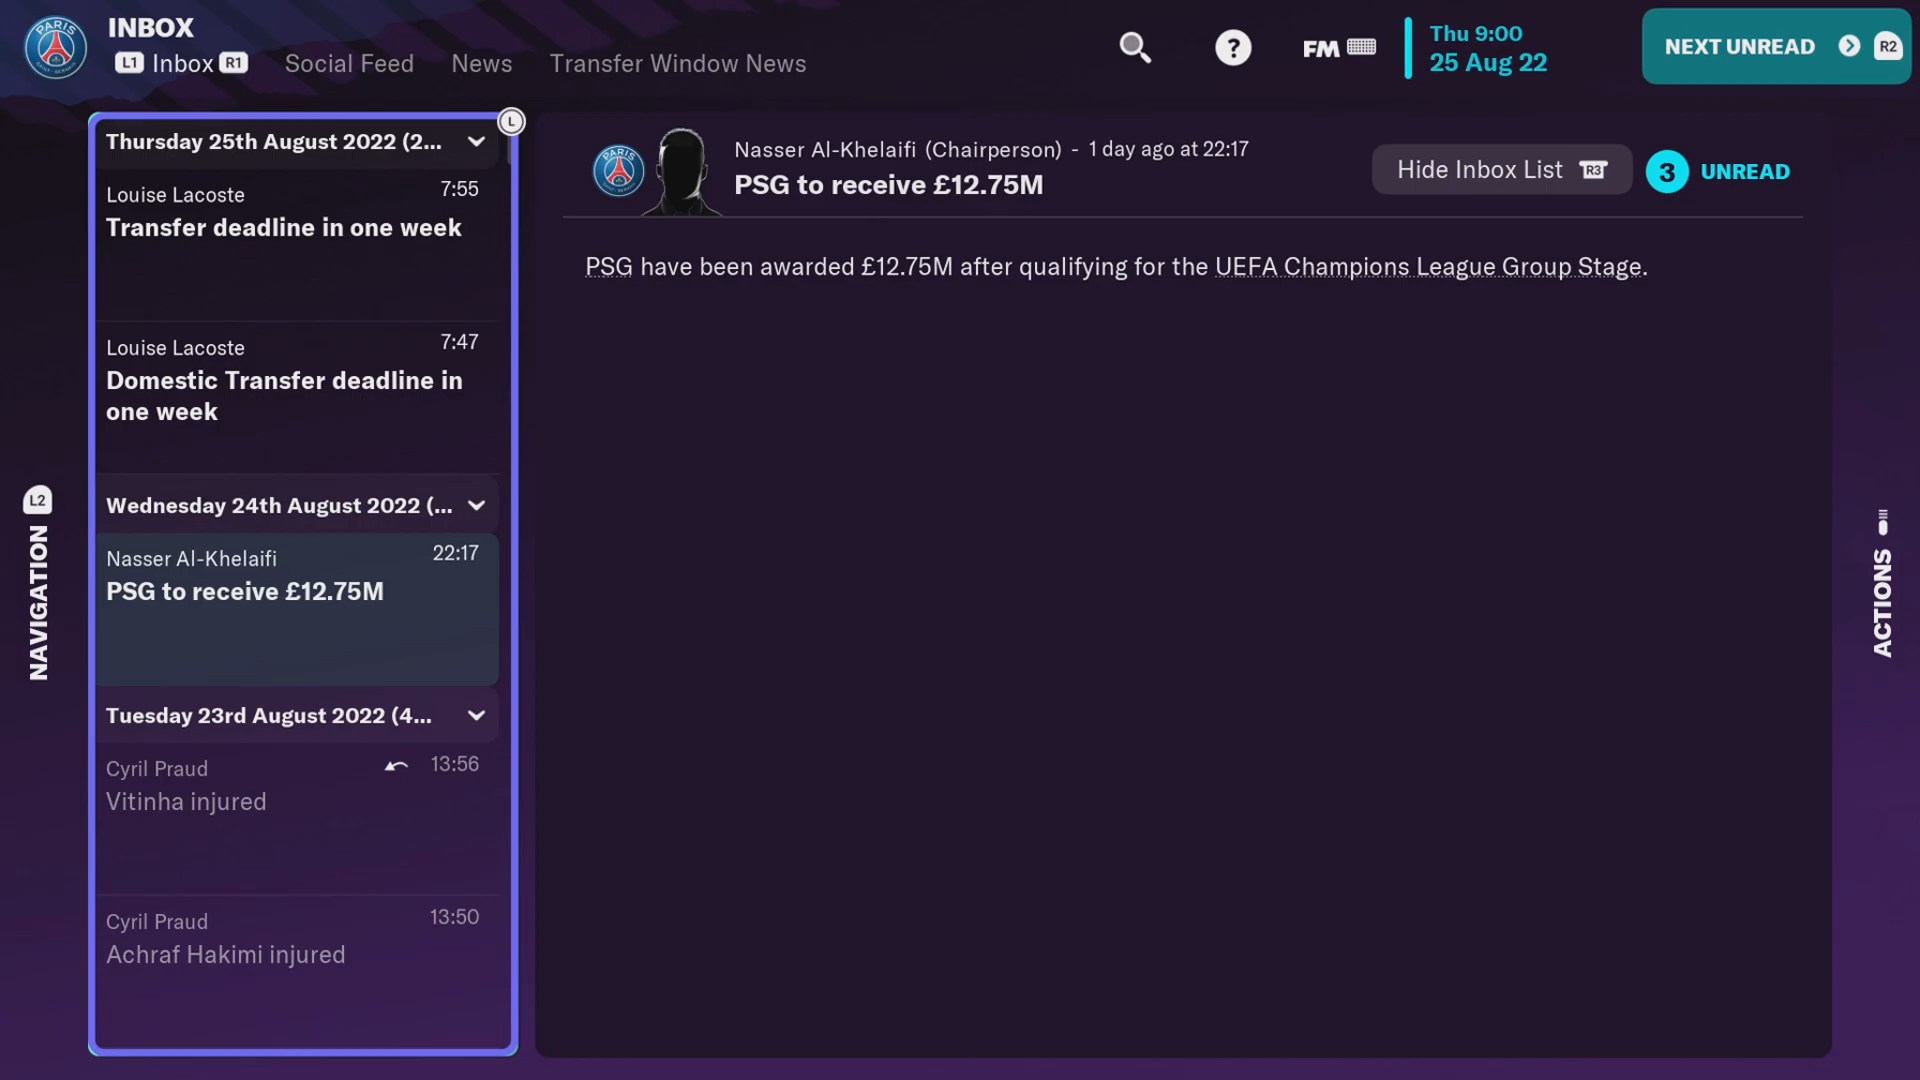 INBOX
L1 Inbox R1 Social Feed News Transfer Window News
?
FM
Thu 9:00
25 Aug 22
NEXT UNREAD R2
L
Thursday 25th August 2022 (2...
Louise Lacoste 7:55
Transfer deadline in one week
Louise Lacoste 7:47
Domestic Transfer deadline in
one week
Wednesday 24th August 2022 (...
Nasser Al-Khelaifi 22:17
PSG to receive £12.75M
Tuesday 23rd August 2022 (4...
Cyril Praud 13:56
Vitinha injured
Cyril Praud 13:50
Achraf Hakimi injured
L2
NAVIGATION
PARIS
Nasser Al-Khelaifi (Chairperson) - 1 day ago at 22:17
PSG to receive £12.75M
Hide Inbox List R3
3 UNREAD
PSG have been awarded £12.75M after qualifying for the UEFA Champions League Group Stage.
ACTIONS